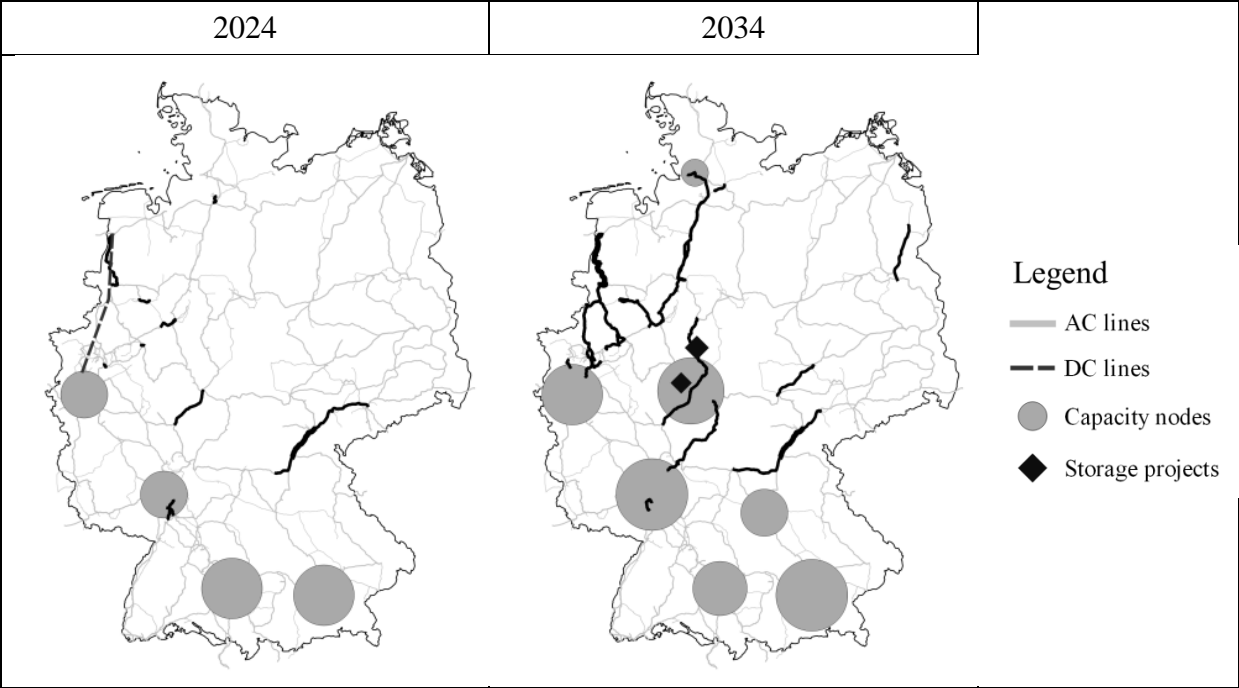 2024
2034
Legend
AC lines
DC lines
Capacity nodes
Storage projects